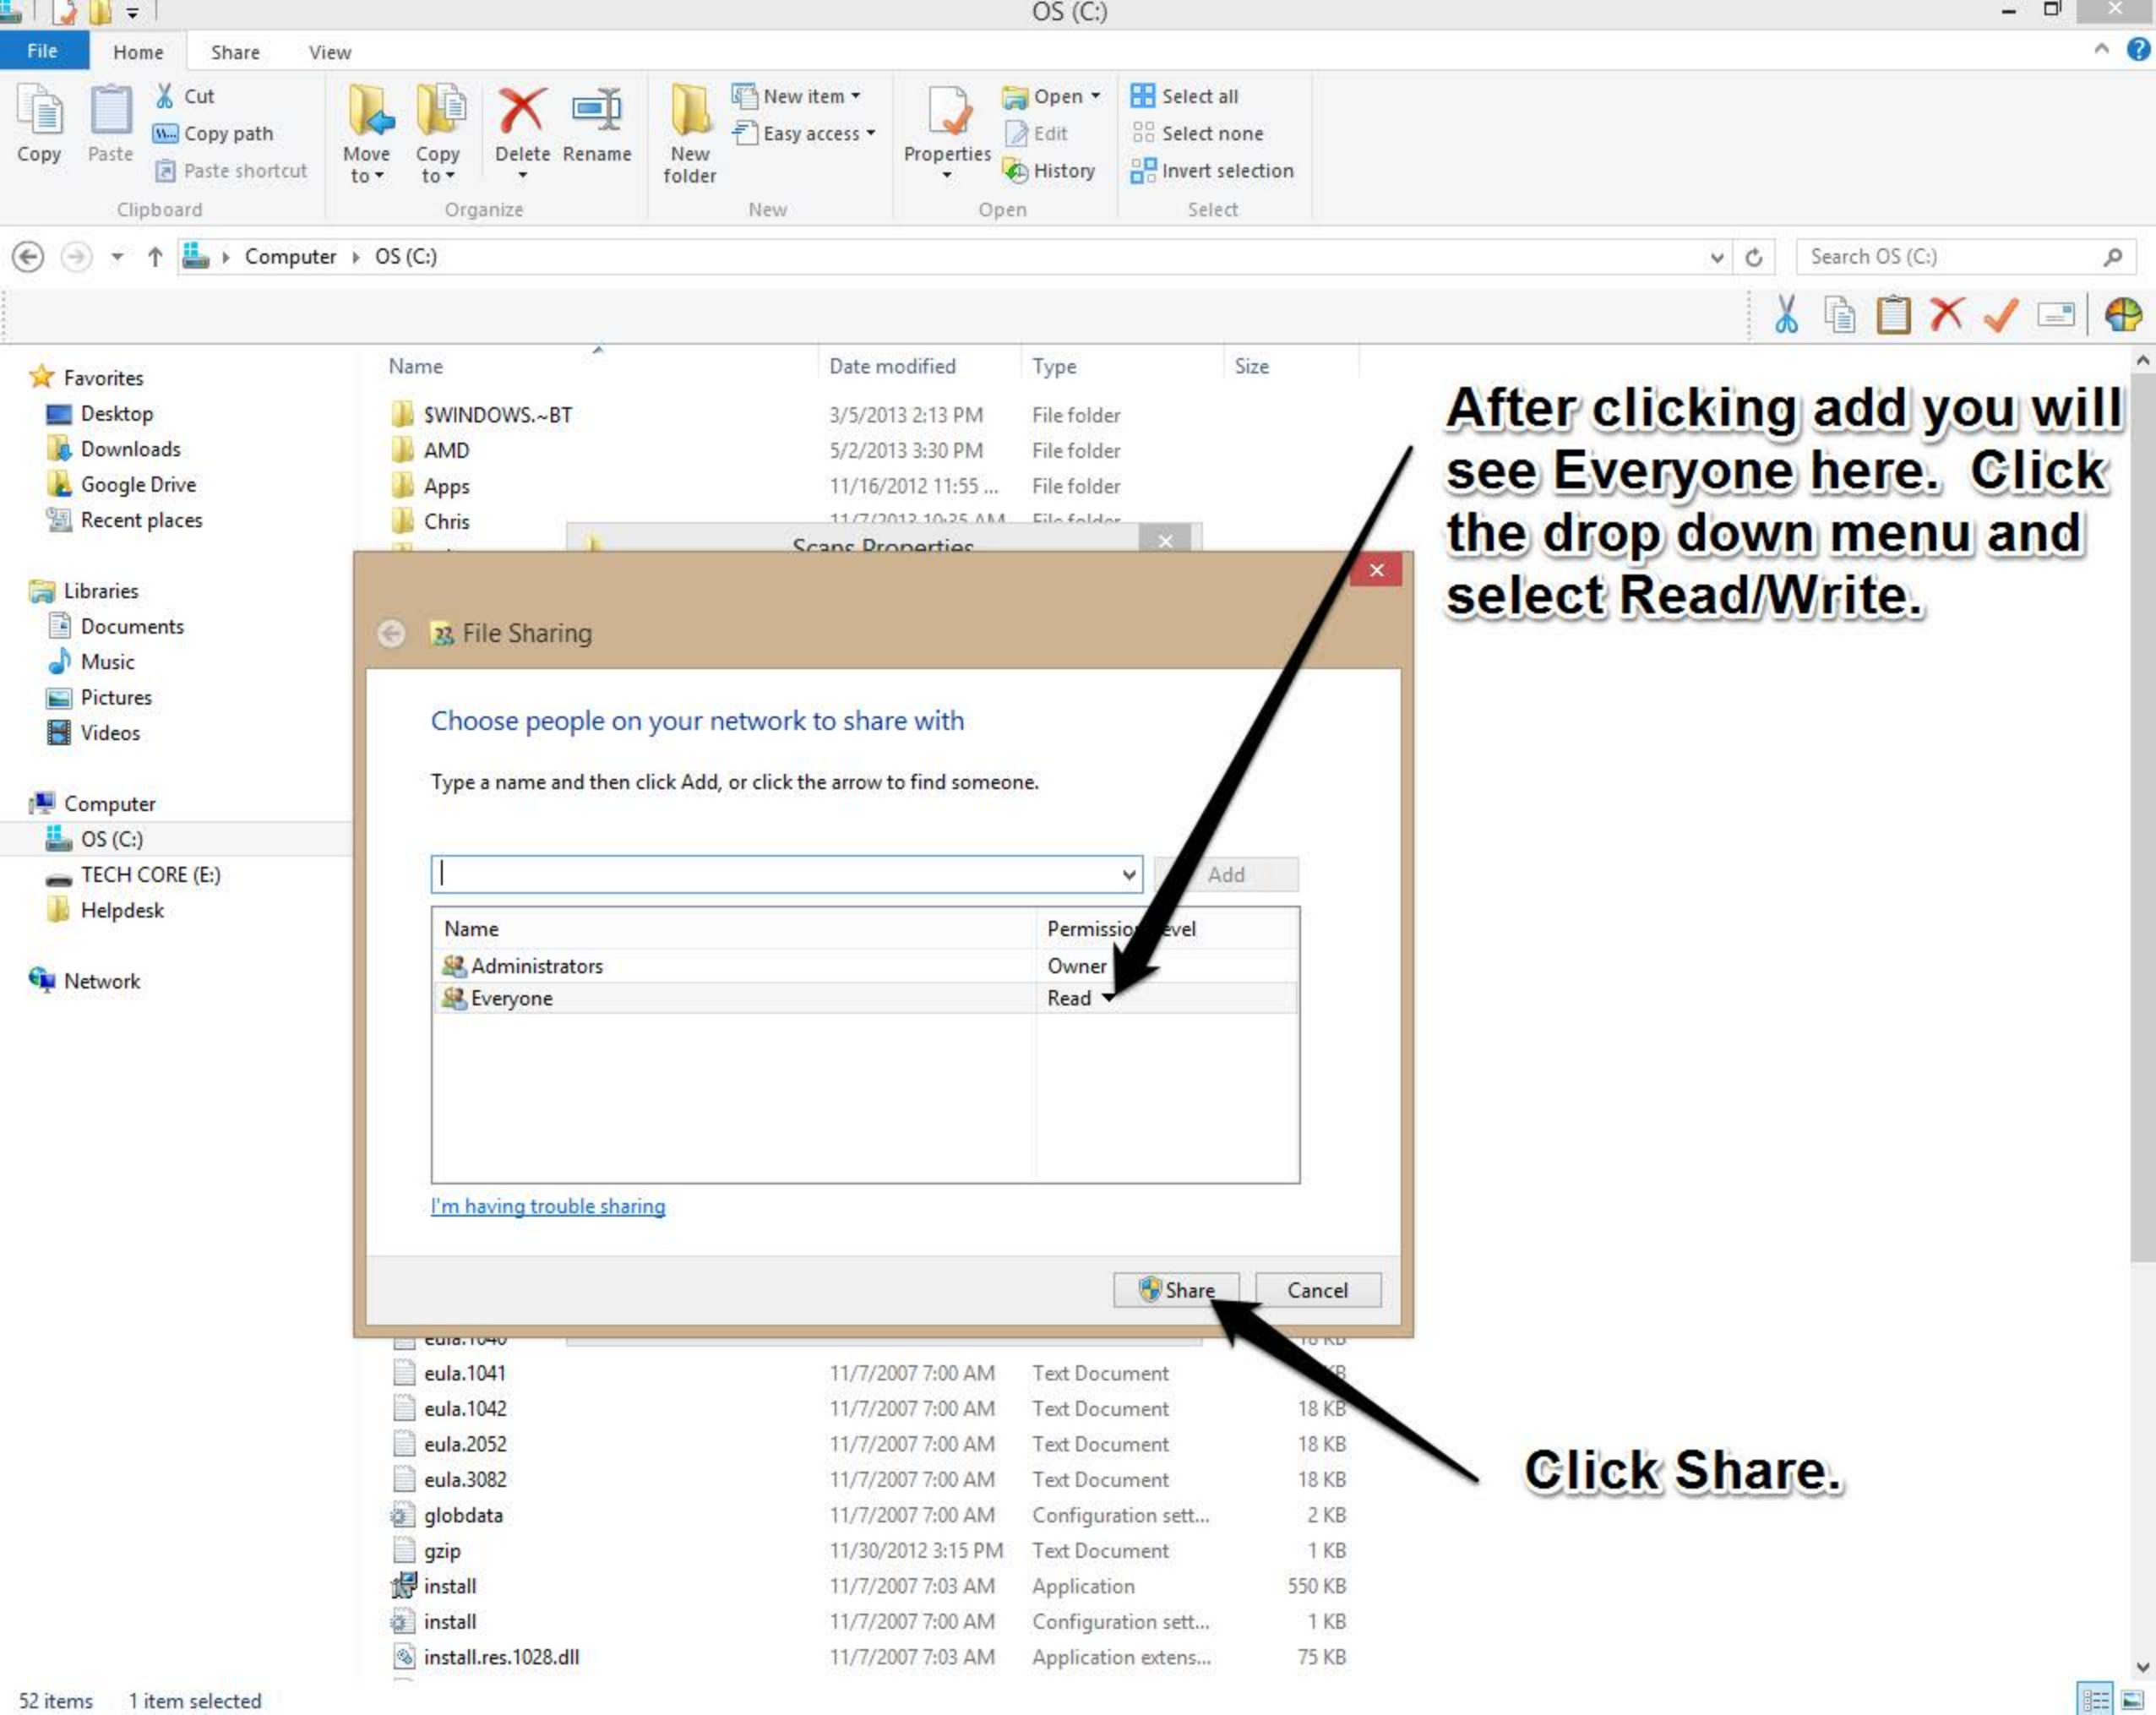 OS (C:)
File Home Share View
Cut
Copy path
Paste shortcut
Copy Paste
Clipboard
Move to Copy to Delete Rename
Organize
New folder
New item
Easy access
New
Properties
Open
Edit
History
Open
Select all
Select none
Invert selection
Select
Computer OS (C:)
Search OS (C:)
Favorites
Desktop
Downloads
Google Drive
Recent places
Libraries
Documents
Music
Pictures
Videos
Computer
OS (C:)
TECH CORE (E:)
Helpdesk
Network
Name Date modified Type Size
$WINDOWS.~BT 3/5/2013 2:13 PM File folder
AMD 5/2/2013 3:30 PM File folder
Apps 11/16/2012 11:55 ... File folder
Chris 11/7/2012 10:35 AM File folder
Scans Properties
After clicking add you will
see Everyone here. Click
the drop down menu and
select Read/Write.
File Sharing
Choose people on your network to share with
Type a name and then click Add, or click the arrow to find someone.
Add
Name
Administrators Owner
Everyone Read
I'm having trouble sharing
Share Cancel
eula.1040 18 KB
eula.1041 11/7/2007 7:00 AM Text Document
eula.1042 11/7/2007 7:00 AM Text Document 18 KB
eula.2052 11/7/2007 7:00 AM Text Document 18 KB
eula.3082 11/7/2007 7:00 AM Text Document 18 KB
globdata 11/7/2007 7:00 AM Configuration sett... 2 KB
gzip 11/30/2012 3:15 PM Text Document 1 KB
install 11/7/2007 7:03 AM Application 550 KB
install 11/7/2007 7:00 AM Configuration sett... 1 KB
install.res.1028.dll 11/7/2007 7:03 AM Application extens... 75 KB
Click Share.
52 items 1 item selected